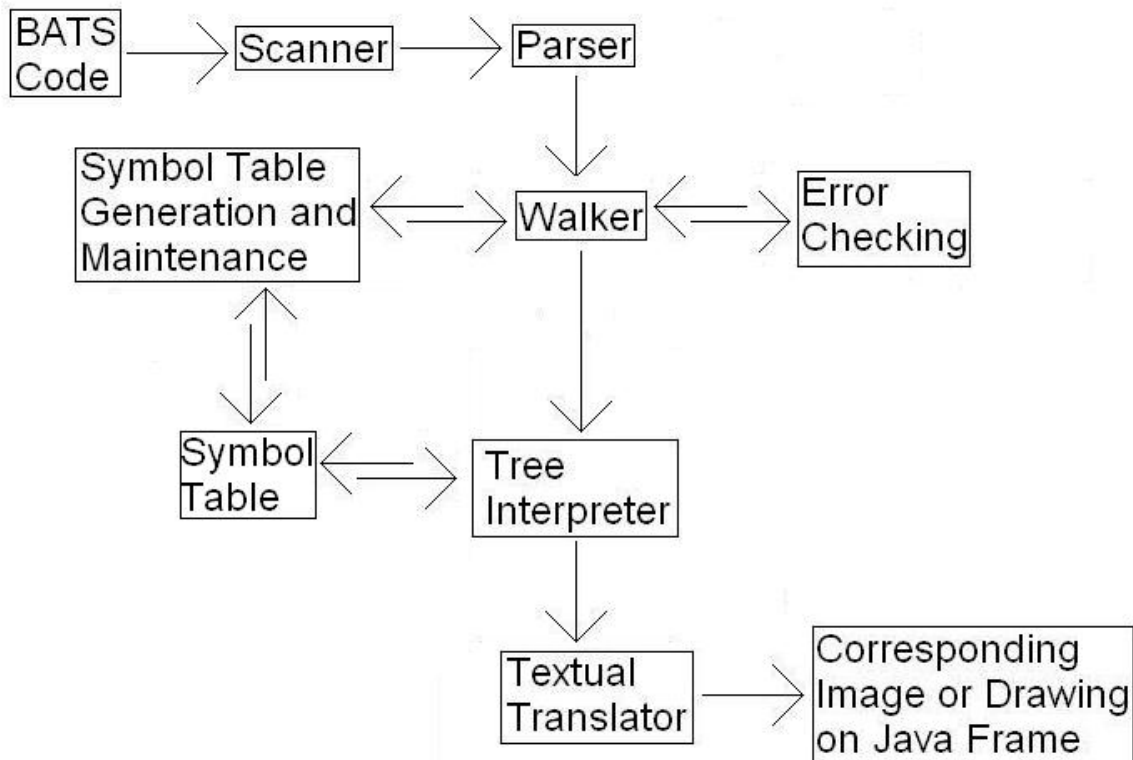 BATS
Code
Scanner
Parser
Symbol Table
Generation and
Maintenance
Walker
Error
Checking
Symbol
Table
Tree
Interpreter
Textual
Translator
Corresponding
Image or Drawing
on Java Frame